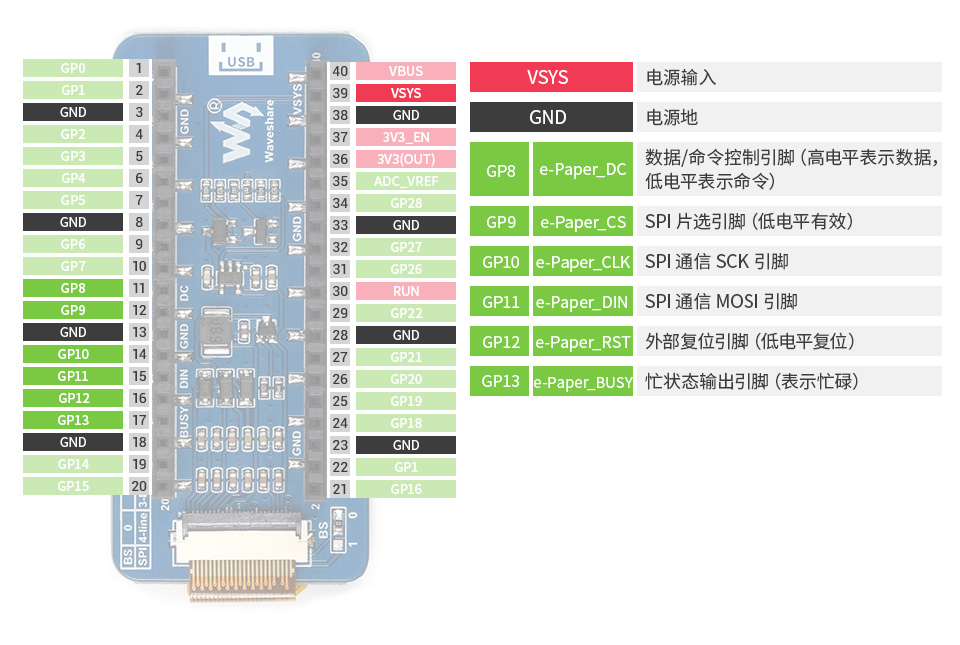 USB
40
GP0 1
GP1 2
GND 3
GP2 4
GP3 5
GP4 6
GP5 7
GND 8
GP6 9
GP7 10
GP8 11
GP9 12
GND 13
GP10 14
GP11 15
GP12 16
GP13 17
GND 18
GP14 19
GP15 20
GND
DC
GND
DIN
BUSY
20
®
Waveshare
VSYS
GND
GND
40 VBUS
39 VSYS
38 GND
37 3V3_EN
36 3V3(OUT)
35 ADC_VREF
34 GP28
33 GND
32 GP27
31 GP26
30 RUN
29 GP22
28 GND
27 GP21
26 GP20
25 GP19
24 GP18
23 GND
22 GP1
21 GP16
BS 0
SPI 4-line
BS
0
1
VSYS 电源输入
GND 电源地
GP8 e-Paper_DC 数据/命令控制引脚（高电平表示数据，
低电平表示命令）
GP9 e-Paper_CS SPI 片选引脚（低电平有效）
GP10 e-Paper_CLK SPI 通信 SCK 引脚
GP11 e-Paper_DIN SPI 通信 MOSI 引脚
GP12 e-Paper_RST 外部复位引脚（低电平复位）
GP13 e-Paper_BUSY 忙状态输出引脚（表示忙碌）